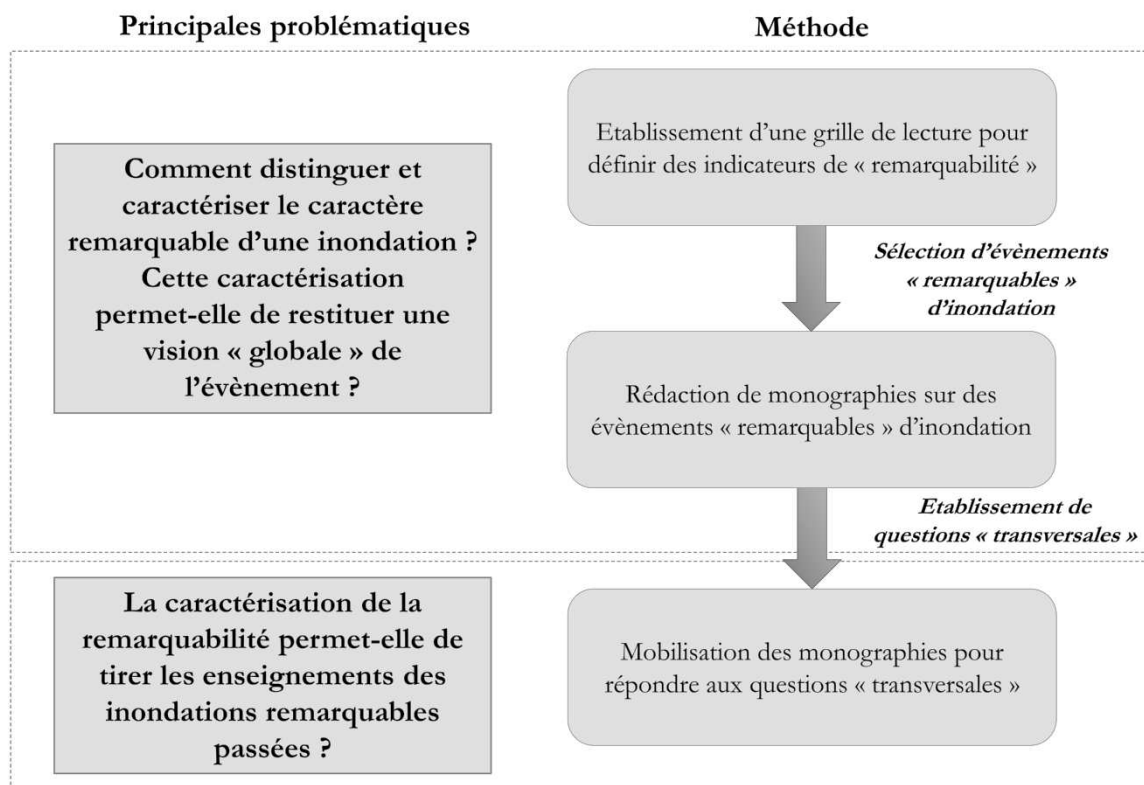 Principales problématiques
Méthode
Comment distinguer et
caractériser le caractère
remarquable d'une inondation ?
Cette caractérisation
permet-elle de restituer une
vision « globale » de
l'évènement ?
Etablissement d'une grille de lecture pour
définir des indicateurs de « remarquabilité »
Sélection d'évènements
« remarquables »
d'inondation
Rédaction de monographies sur des
évènements « remarquables » d'inondation
Etablissement de
questions « transversales »
La caractérisation de la
remarquabilité permet-elle de
tirer les enseignements des
inondations remarquables
passées ?
Mobilisation des monographies pour
répondre aux questions « transversales »